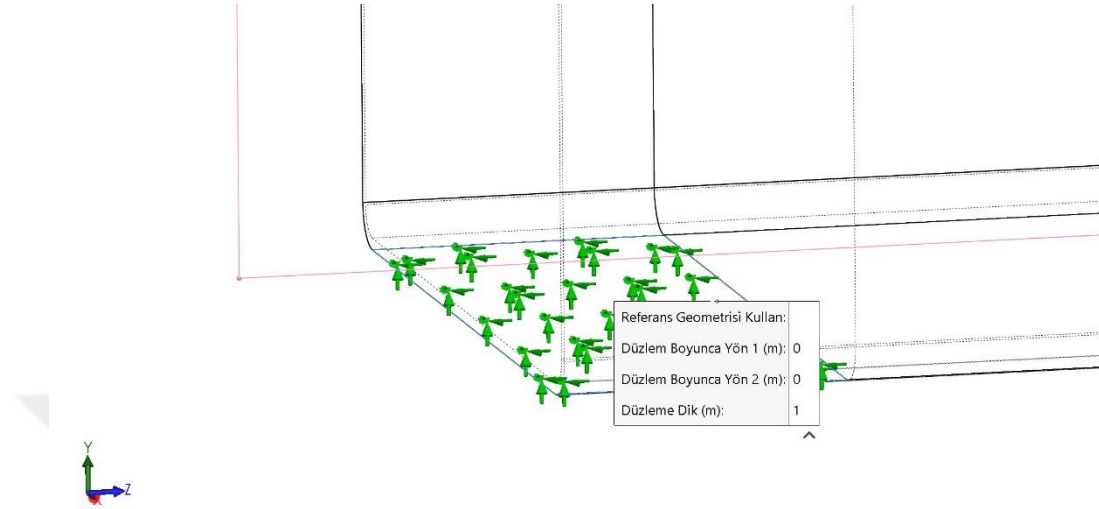 Referans Geometrisi Kullan:
Düzlem Boyunca Yön 1 (m): 0
Düzlem Boyunca Yön 2 (m): 0
Düzleme Dik (m): 1
Y
Z
X